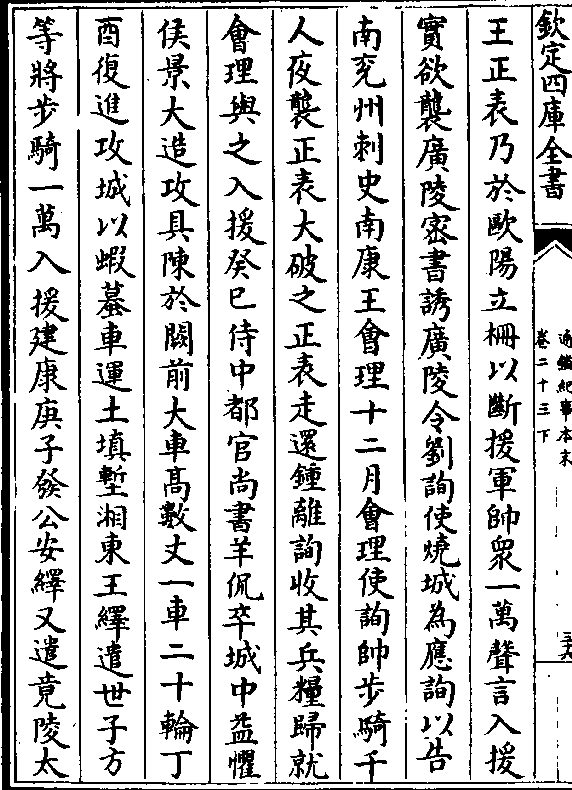 欽定四庫全書
通鑑紀事本末
卷二十三下
王正表乃於歐陽立柵以斷援軍帥衆一萬聲言入援
實欲襲廣陵宻書誘廣陵令劉詢使燒城為應詢以告
南兖州刺史南康王會理十二月會理使詢帥步騎千
人夜襲正表大破之正表走還鍾離詢收其兵糧歸就
會理與之入援癸巳侍中都官尚書羊侃卒城中益懼
侯景大造攻具陳於闕前大車髙數丈一車二十輪丁
酉復進攻城以蝦蟇車運土填塹湘東王繹遣世子方
等將步騎一萬入援建康庚子發公安繹又遣竟陵太